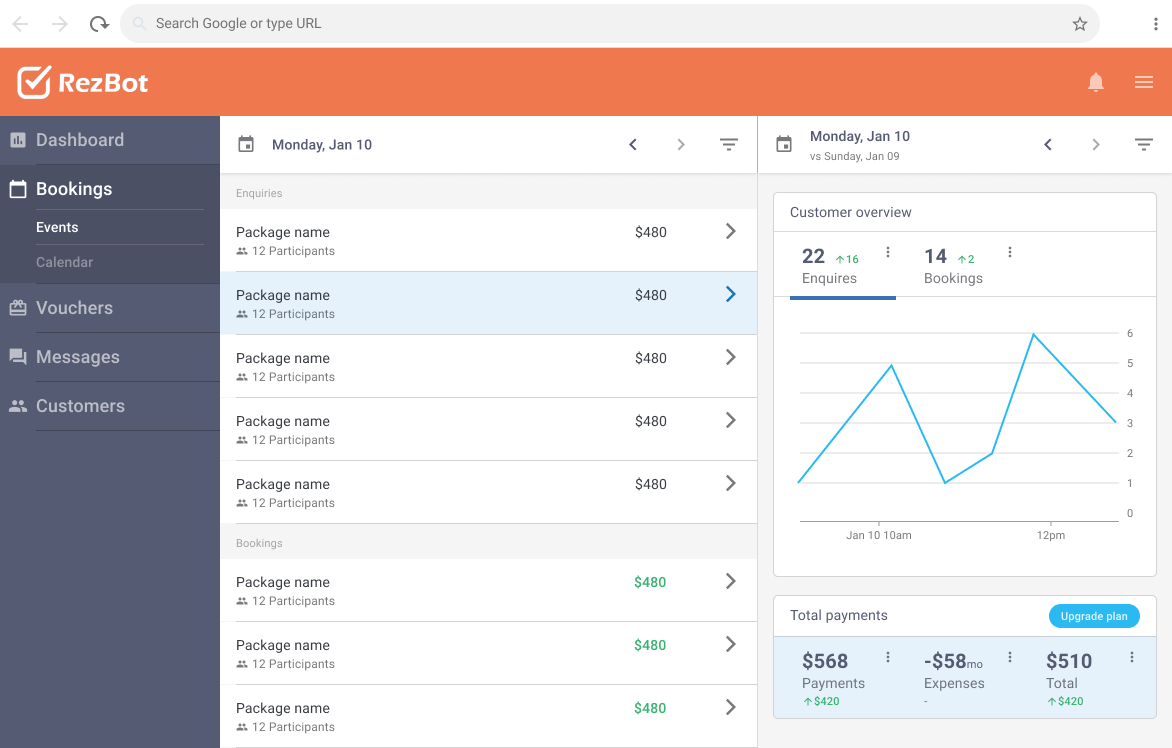 Search Google or type URL
RezBot
Dashboard
Bookings
Events
Calendar
Vouchers
Messages
Customers
Monday, Jan 10
Enquiries
Package name $480
12 Participants
Package name $480
12 Participants
Package name $480
12 Participants
Package name $480
12 Participants
Package name $480
12 Participants
Bookings
Package name $480
12 Participants
Package name $480
12 Participants
Package name $480
12 Participants
Monday, Jan 10
vs Sunday, Jan 09
Customer overview
22 ↑16 14 ↑2
Enquires Bookings
6
5
4
3
2
1
0
Jan 10 10am 12pm
Total payments Upgrade plan
$568 -$58mo $510
Payments Expenses Total
↑$420 - ↑$420